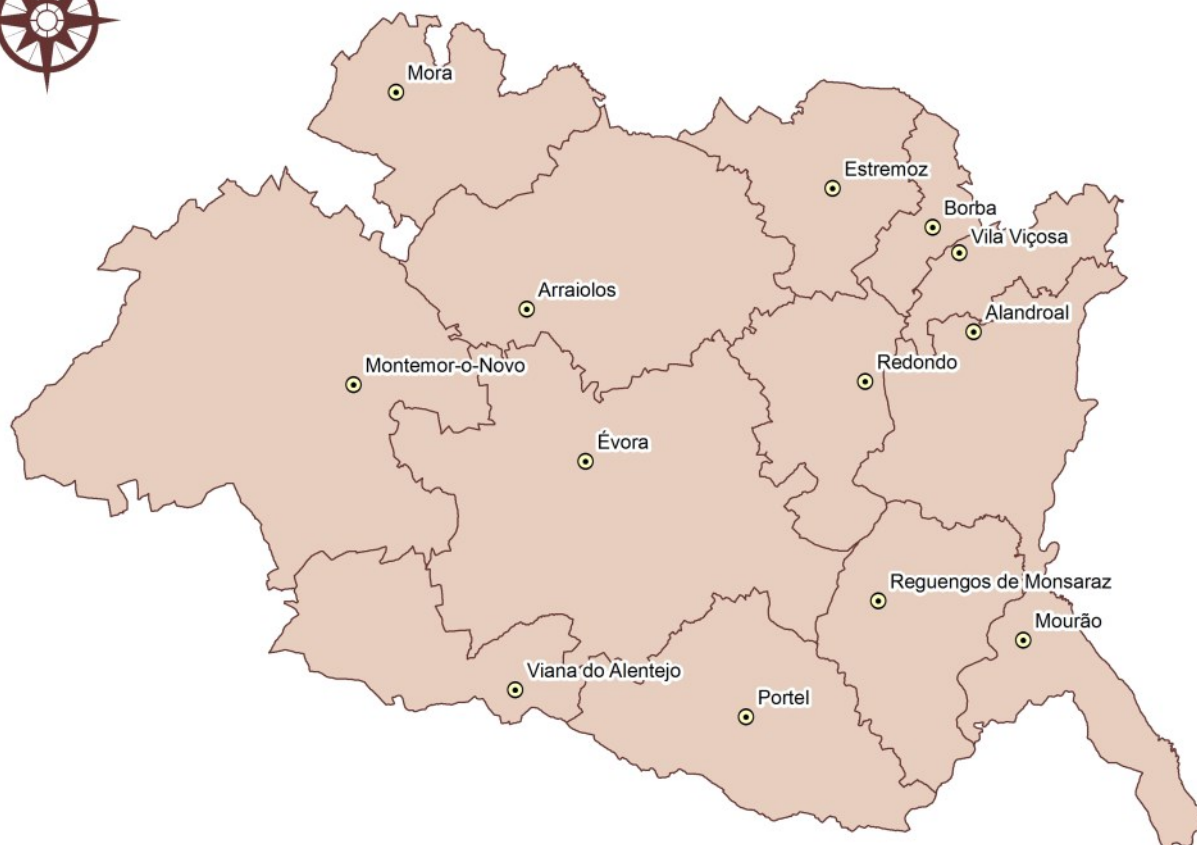 Mora
Estremoz
Borba
Vila Viçosa
Arraiolos
Alandroal
Montemor-o-Novo
Redondo
Évora
Reguengos de Monsaraz
Mourão
Viana do Alentejo
Portel